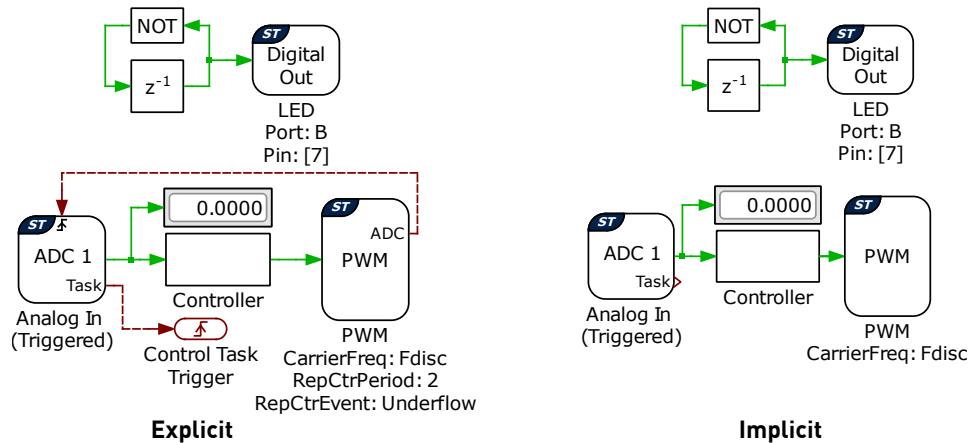 NOT
z⁻¹
ST
Digital
Out
LED
Port: B
Pin: [7]
ST
ADC 1
Task
Analog In
(Triggered)
0.0000
Controller
Control Task
Trigger
ST
ADC
PWM
PWM
CarrierFreq: Fdisc
RepCtrPeriod: 2
RepCtrEvent: Underflow
Explicit
NOT
z⁻¹
ST
Digital
Out
LED
Port: B
Pin: [7]
ST
ADC 1
Task
Analog In
(Triggered)
0.0000
Controller
ST
PWM
PWM
CarrierFreq: Fdisc
Implicit